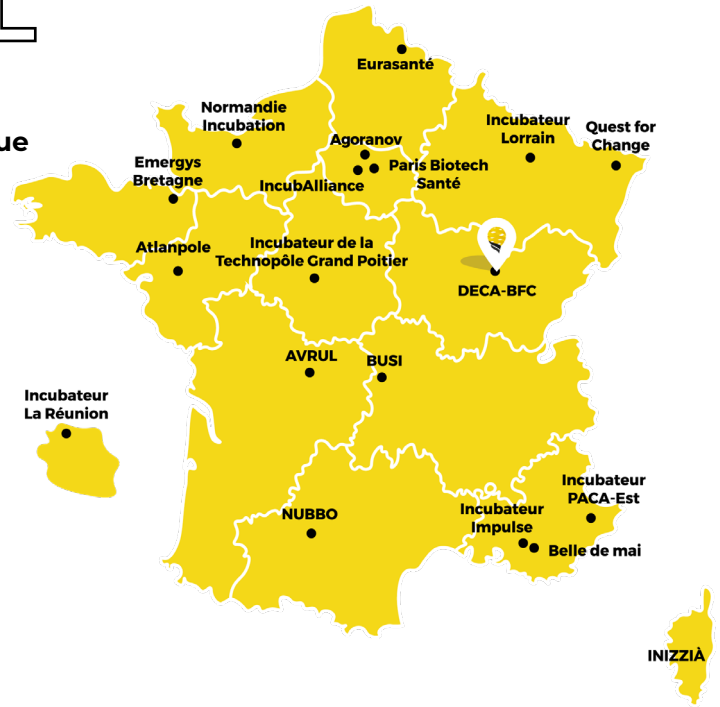 ue
Eurasanté
Normandie
Incubation
Agoranov
Incubateur
Lorrain
Quest for
Change
Emergys
Bretagne
IncubAlliance
Paris Biotech
Santé
Atlanpole
Incubateur de la
Technopôle Grand Poitier
DECA-BFC
AVRUL
BUSI
Incubateur
La Réunion
Incubateur
PACA-Est
NUBBO
Incubateur
Impulse
Belle de mai
INIZZIÀ